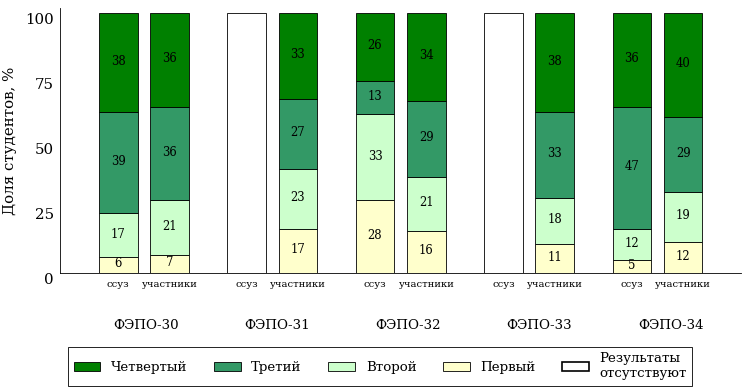 Доля студентов, %
100
75
50
25
0
38 36 33 26 34 38 36 40
39 36 27 13 29 33 47 29
17 21 23 33 21 18 12 19
6 7 17 28 16 11 5 12
ссуз участники ссуз участники ссуз участники ссуз участники ссуз участники
ФЭПО-30 ФЭПО-31 ФЭПО-32 ФЭПО-33 ФЭПО-34
Четвертый Третий Второй Первый Результаты
отсутствуют